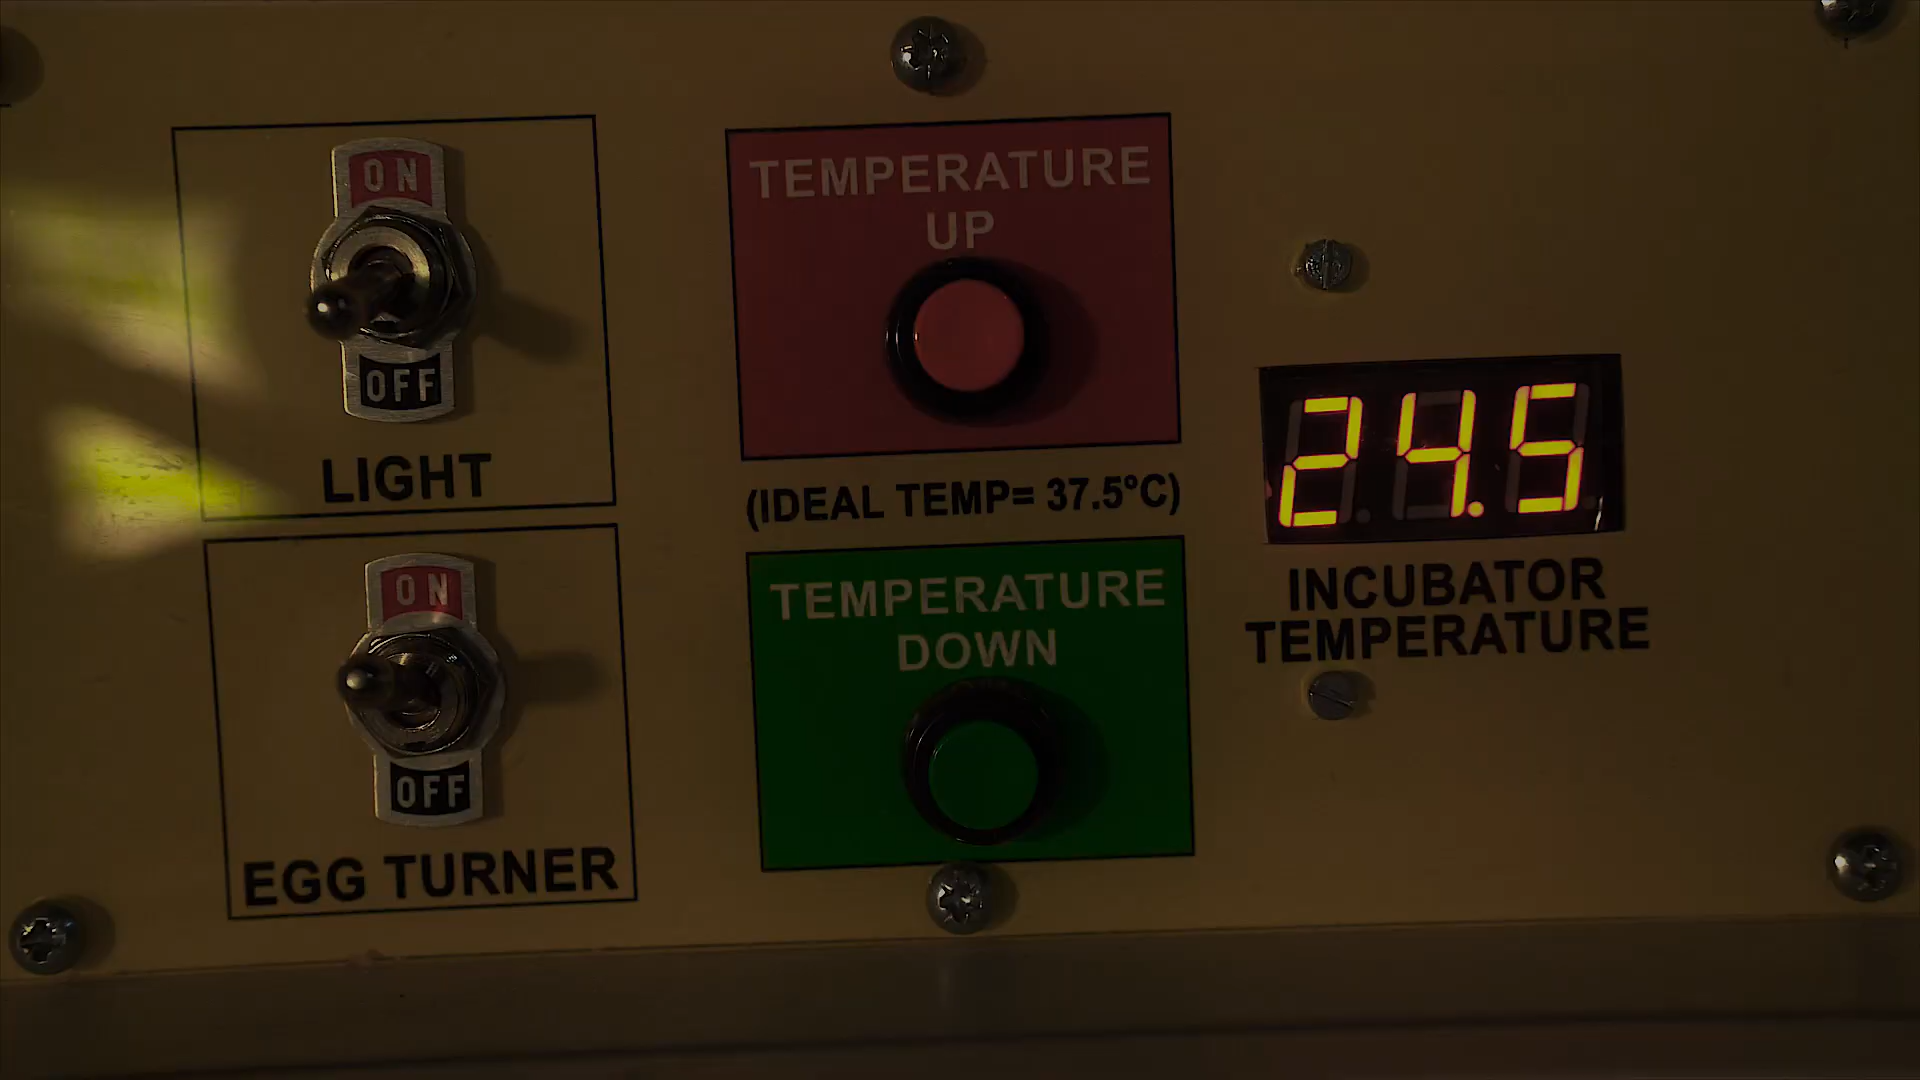 ON
OFF
LIGHT
ON
OFF
EGG TURNER
TEMPERATURE
UP
(IDEAL TEMP= 37.5°C)
TEMPERATURE
DOWN
24.5
INCUBATOR
TEMPERATURE